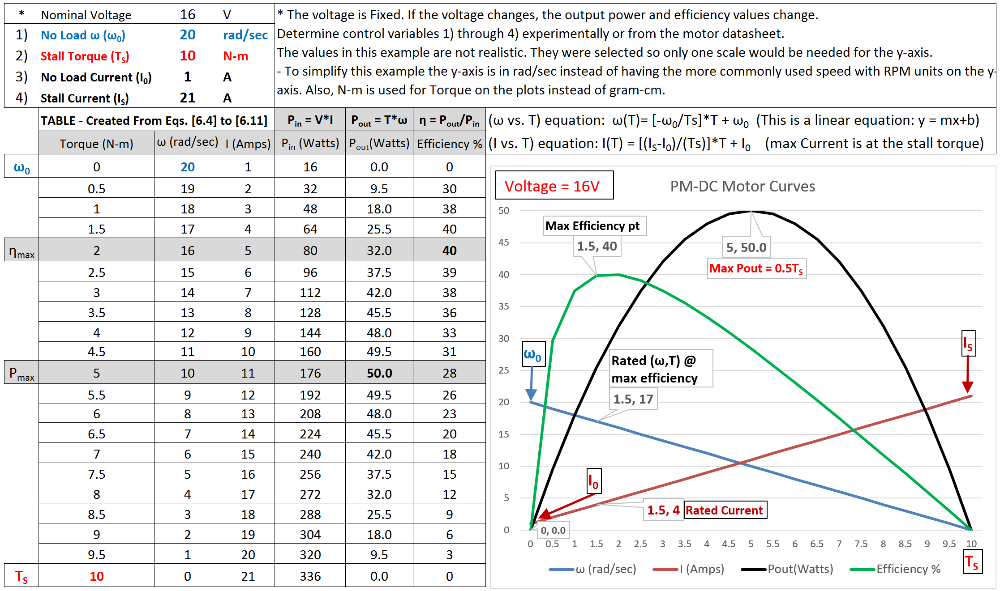 * Nominal Voltage 16 V
1) No Load ω (ω₀) 20 rad/sec
2) Stall Torque (Tₛ) 10 N-m
3) No Load Current (I₀) 1 A
4) Stall Current (Iₛ) 21 A
* The voltage is Fixed. If the voltage changes, the output power and efficiency values change.
Determine control variables 1) through 4) experimentally or from the motor datasheet.
The values in this example are not realistic. They were selected so only one scale would be needed for the y-axis.
- To simplify this example the y-axis is in rad/sec instead of having the more commonly used speed with RPM units on the y-
axis. Also, N-m is used for Torque on the plots instead of gram-cm.
TABLE - Created From Eqs. [6.4] to [6.11] Pin = V*I Pout = T*ω η = Pout/Pin
Torque (N-m) ω (rad/sec) I (Amps) Pin (Watts) Pout(Watts) Efficiency %
(ω vs. T) equation: ω(T)= [-ω₀/Ts]*T + ω₀ (This is a linear equation: y = mx+b)
(I vs. T) equation: I(T) = [(Iₛ-I₀)/(Ts)]*T + I₀ (max Current is at the stall torque)
ω₀ 0 20 1 16 0.0 0
0.5 19 2 32 9.5 30
1 18 3 48 18.0 38
1.5 17 4 64 25.5 40
ηmax 2 16 5 80 32.0 40
2.5 15 6 96 37.5 39
3 14 7 112 42.0 38
3.5 13 8 128 45.5 36
4 12 9 144 48.0 33
4.5 11 10 160 49.5 31
Pmax 5 10 11 176 50.0 28
5.5 9 12 192 49.5 26
6 8 13 208 48.0 23
6.5 7 14 224 45.5 20
7 6 15 240 42.0 18
7.5 5 16 256 37.5 15
8 4 17 272 32.0 12
8.5 3 18 288 25.5 9
9 2 19 304 18.0 6
9.5 1 20 320 9.5 3
Tₛ 10 0 21 336 0.0 0
Voltage = 16V
PM-DC Motor Curves
50
45
40
35
30
25
20
15
10
5
0
Max Efficiency pt
1.5, 40
5, 50.0
Max Pout = 0.5Tₛ
ω₀
Rated (ω,T) @
max efficiency
1.5, 17
Iₛ
I₀
1.5, 4 Rated Current
0, 0.0
0 0.5 1 1.5 2 2.5 3 3.5 4 4.5 5 5.5 6 6.5 7 7.5 8 8.5 9 9.5 10
Tₛ
ω (rad/sec) I (Amps) Pout(Watts) Efficiency %